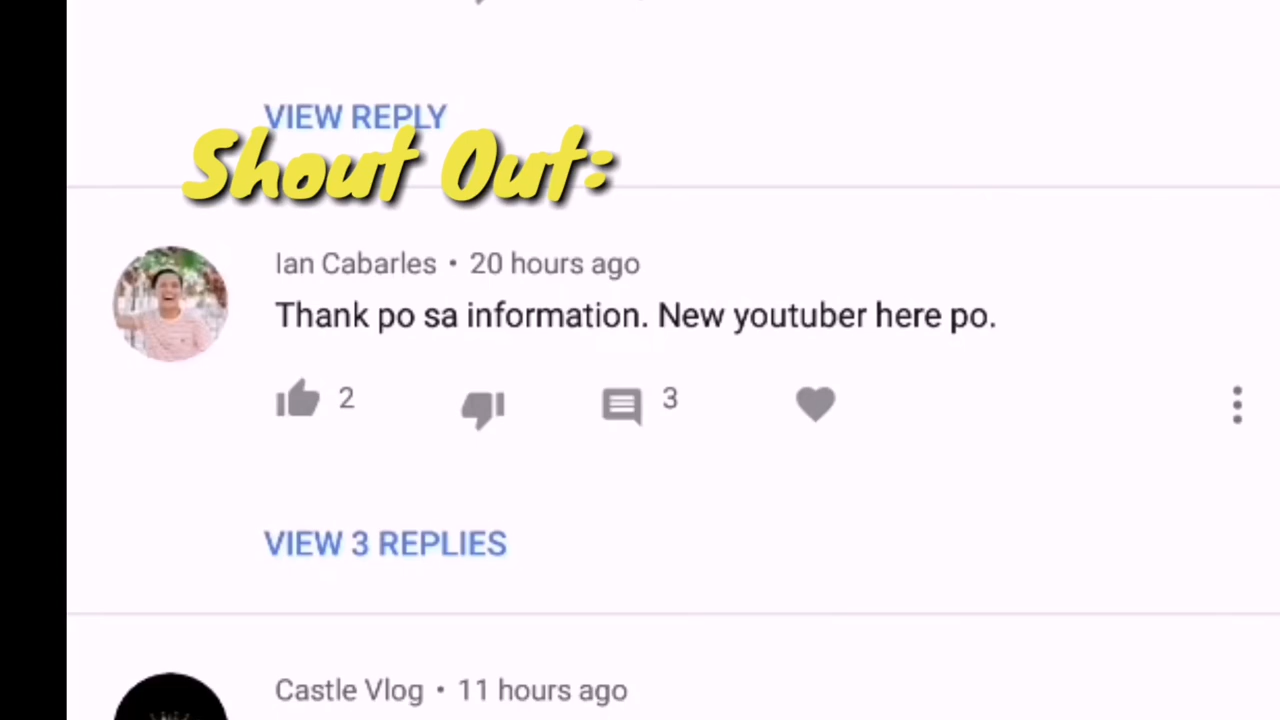 VIEW REPLY
Shout Out:
Ian Cabarles • 20 hours ago
Thank po sa information. New youtuber here po.
2 3
VIEW 3 REPLIES
Castle Vlog • 11 hours ago